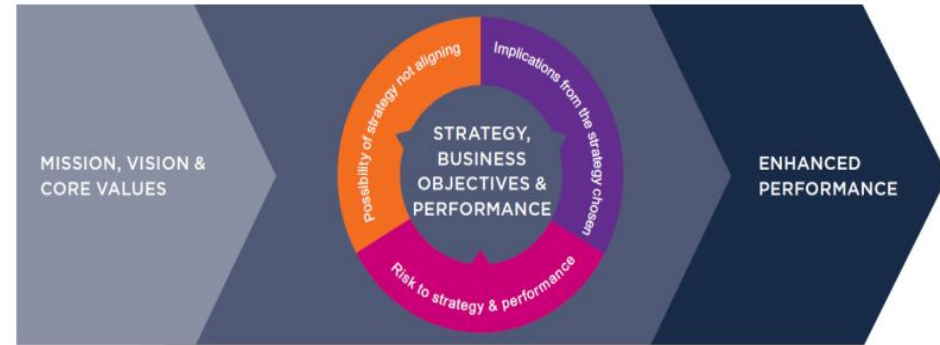 MISSION, VISION &
CORE VALUES
Possibility of strategy not aligning
Implications from the strategy chosen
STRATEGY,
BUSINESS
OBJECTIVES &
PERFORMANCE
Risk to strategy & performance
ENHANCED
PERFORMANCE